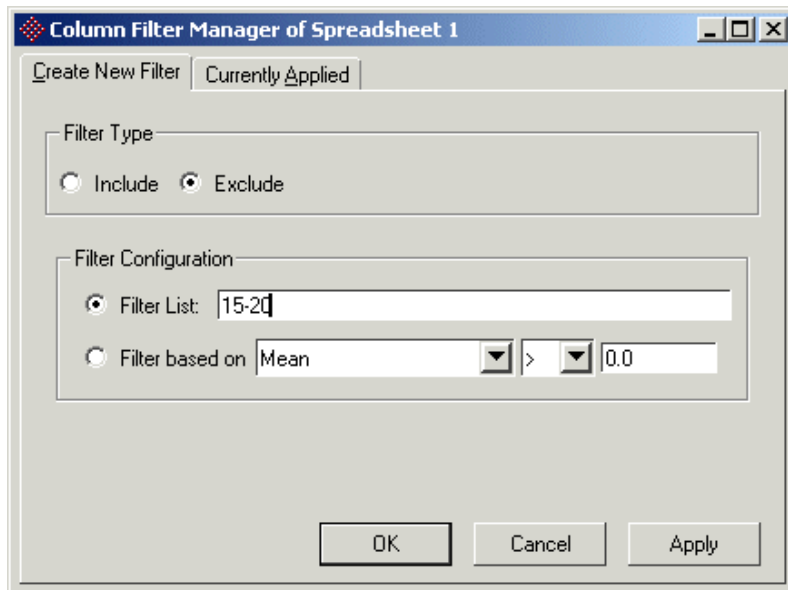 Column Filter Manager of Spreadsheet 1
Create New Filter Currently Applied
Filter Type
Include Exclude
Filter Configuration
Filter List: 15-20
Filter based on Mean > 0.0
OK Cancel Apply